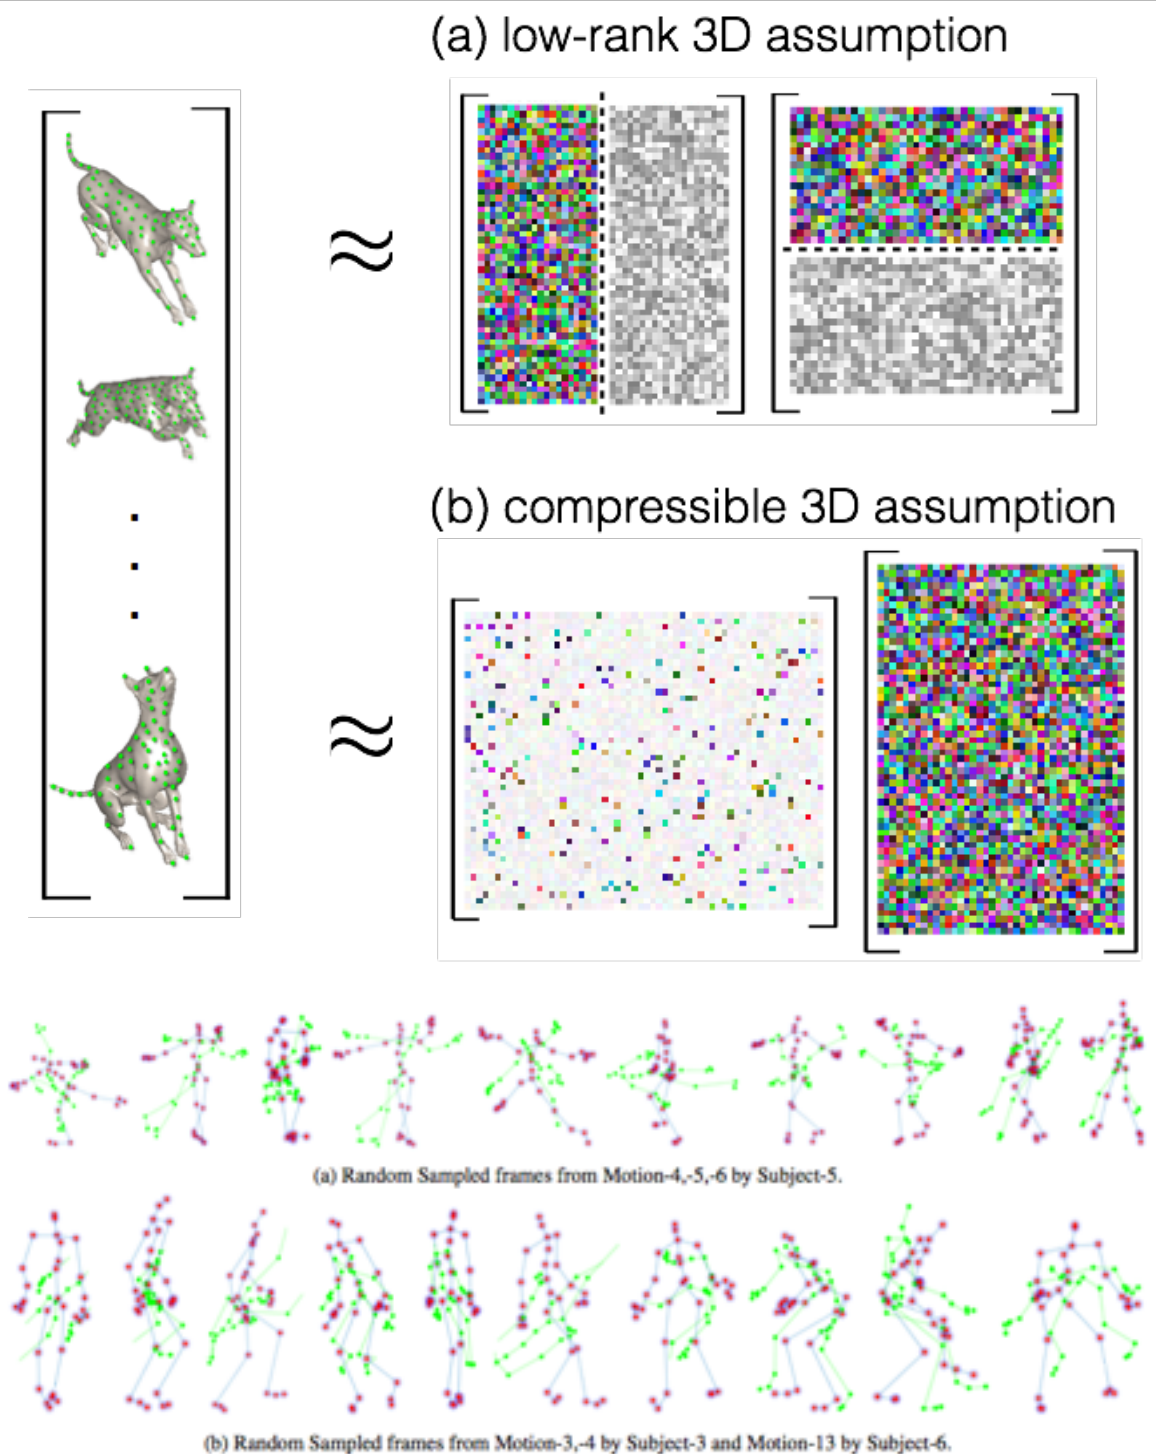 (a) low-rank 3D assumption
(b) compressible 3D assumption
(a) Random Sampled frames from Motion-4,-5,-6 by Subject-5.
(b) Random Sampled frames from Motion-3,-4 by Subject-3 and Motion-13 by Subject-6.